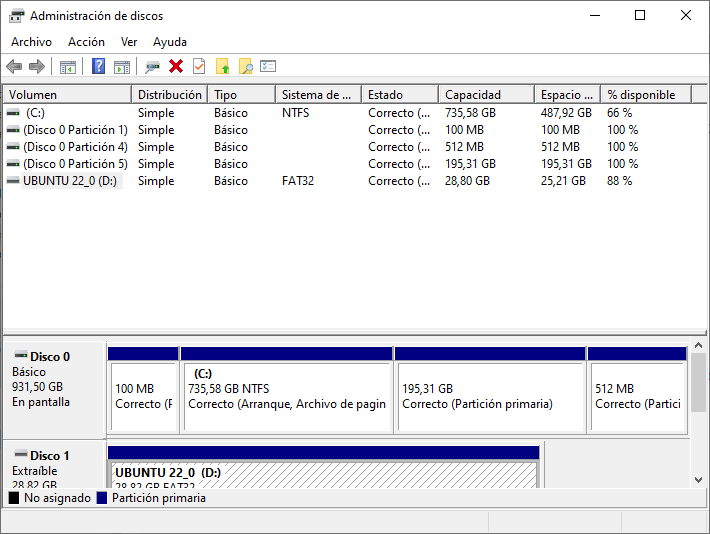 Administración de discos
Archivo Acción Ver Ayuda
Volumen Distribución Tipo Sistema de ... Estado Capacidad Espacio ... % disponible
(C:) Simple Básico NTFS Correcto (... 735,58 GB 487,92 GB 66 %
(Disco 0 Partición 1) Simple Básico Correcto (... 100 MB 100 MB 100 %
(Disco 0 Partición 4) Simple Básico Correcto (... 512 MB 512 MB 100 %
(Disco 0 Partición 5) Simple Básico Correcto (... 195,31 GB 195,31 GB 100 %
UBUNTU 22_0 (D:) Simple Básico FAT32 Correcto (... 28,80 GB 25,21 GB 88 %
Disco 0
Básico
931,50 GB
En pantalla
100 MB
Correcto (F
(C:)
735,58 GB NTFS
Correcto (Arranque, Archivo de pagin
195,31 GB
Correcto (Partición primaria)
512 MB
Correcto (Partici
Disco 1
Extraíble
28,82 GB
UBUNTU 22_0 (D:)
28,82 GB FAT32
No asignado Partición primaria